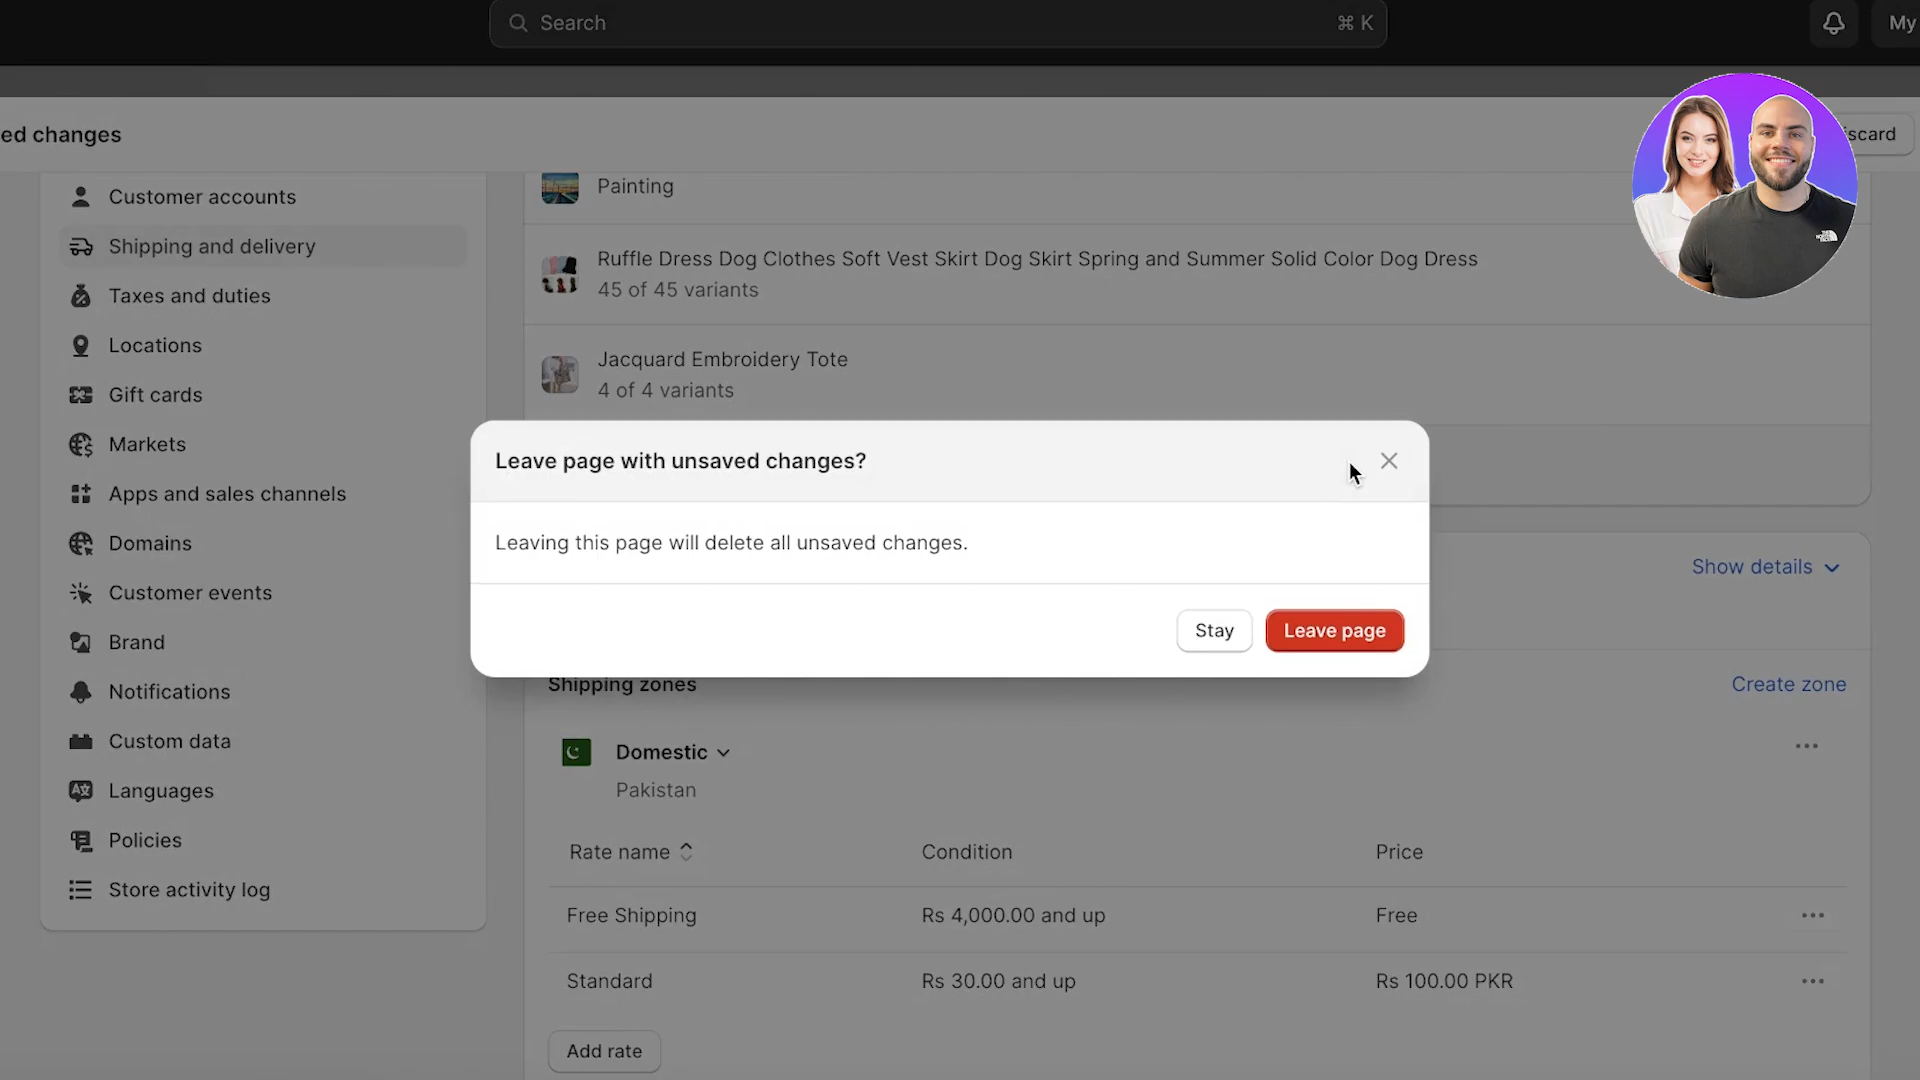 Search
⌘ K
My
ed changes
scard
Customer accounts
Shipping and delivery
Taxes and duties
Locations
Gift cards
Markets
Apps and sales channels
Domains
Customer events
Brand
Notifications
Custom data
Languages
Policies
Store activity log
Painting
Ruffle Dress Dog Clothes Soft Vest Skirt Dog Skirt Spring and Summer Solid Color Dog Dress
45 of 45 variants
Jacquard Embroidery Tote
4 of 4 variants
Leave page with unsaved changes?
Leaving this page will delete all unsaved changes.
Stay
Leave page
Show details
Shipping zones
Create zone
Domestic
Pakistan
Rate name
Condition
Price
Free Shipping
Rs 4,000.00 and up
Free
Standard
Rs 30.00 and up
Rs 100.00 PKR
Add rate